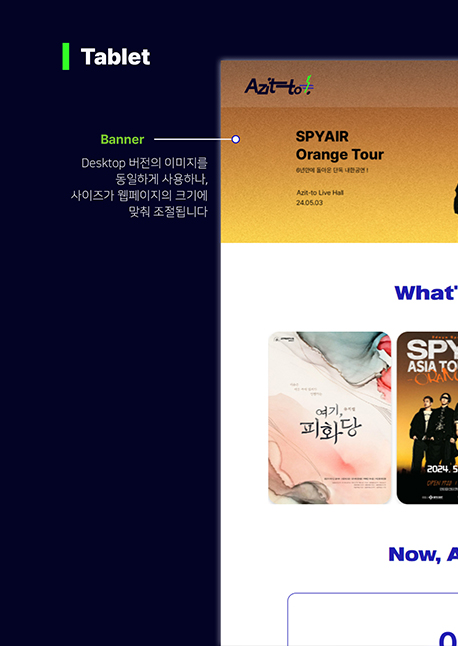 Tablet
Azit-to!
Banner
Desktop 버전의 이미지를
동일하게 사용하나,
사이즈가 웹페이지의 크기에
맞춰 조절됩니다
SPYAIR
Orange Tour
6년만에 돌아온 단독 내한공연!
Azit-to Live Hall
24.05.03
What'
여기,
피화당
SPY
ASIA TO
ORAN
2024. 5
Now, A